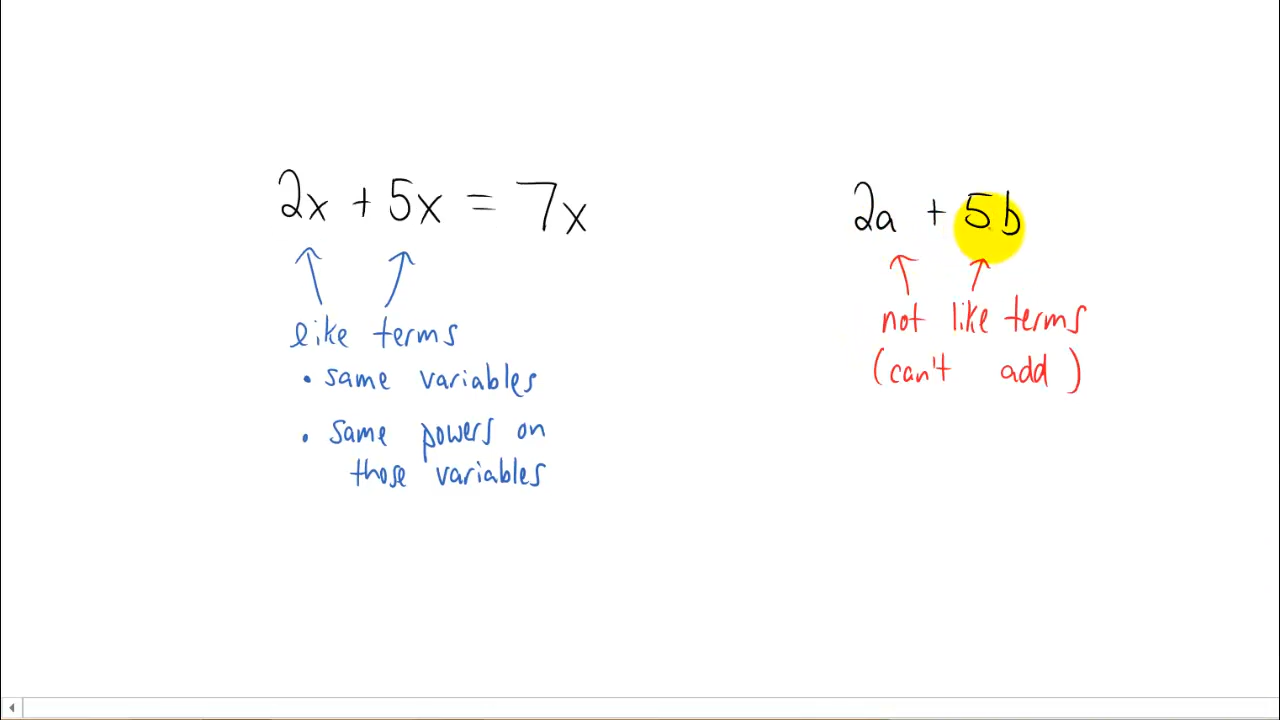 2x + 5x = 7x
like terms
• same variables
• same powers on
those variables
2a + 5b
not like terms
(can't add)